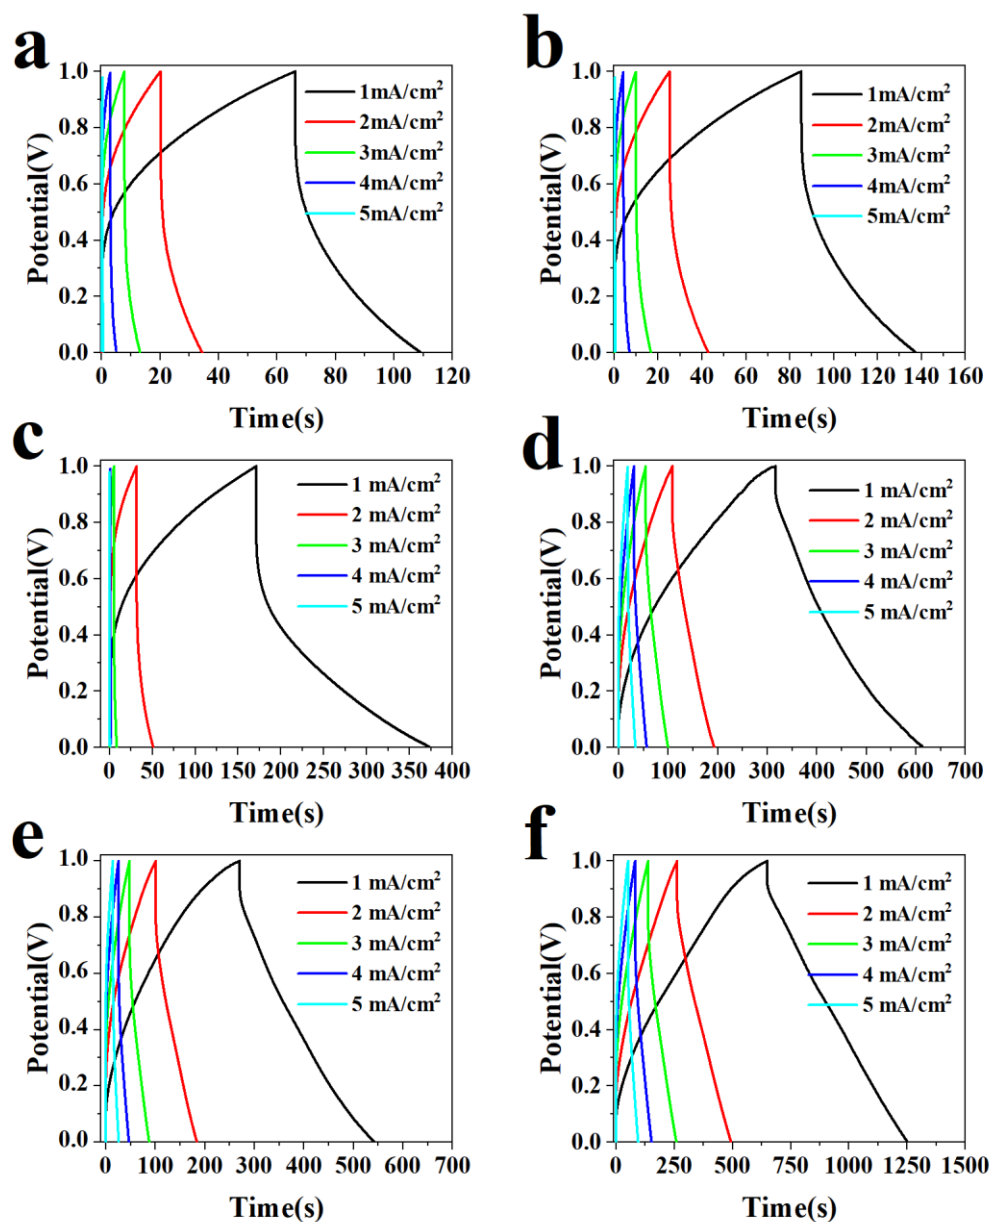 a
1mA/cm²
2mA/cm²
3mA/cm²
4mA/cm²
5mA/cm²
Potential(V)
1.0
0.8
0.6
0.4
0.2
0.0
0 20 40 60 80 100 120
Time(s)
b
1mA/cm²
2mA/cm²
3mA/cm²
4mA/cm²
5mA/cm²
Potential(V)
1.0
0.8
0.6
0.4
0.2
0.0
0 20 40 60 80 100 120 140 160
Time(s)
c
1 mA/cm²
2 mA/cm²
3 mA/cm²
4 mA/cm²
5 mA/cm²
Potential(V)
1.0
0.8
0.6
0.4
0.2
0.0
0 50 100 150 200 250 300 350 400
Time(s)
d
1 mA/cm²
2 mA/cm²
3 mA/cm²
4 mA/cm²
5 mA/cm²
Potential(V)
1.0
0.8
0.6
0.4
0.2
0.0
0 100 200 300 400 500 600 700
Time(s)
e
1 mA/cm²
2 mA/cm²
3 mA/cm²
4 mA/cm²
5 mA/cm²
Potential(V)
1.0
0.8
0.6
0.4
0.2
0.0
0 100 200 300 400 500 600 700
Time(s)
f
1 mA/cm²
2 mA/cm²
3 mA/cm²
4 mA/cm²
5 mA/cm²
Potential(V)
1.0
0.8
0.6
0.4
0.2
0.0
0 250 500 750 1000 1250 1500
Time(s)